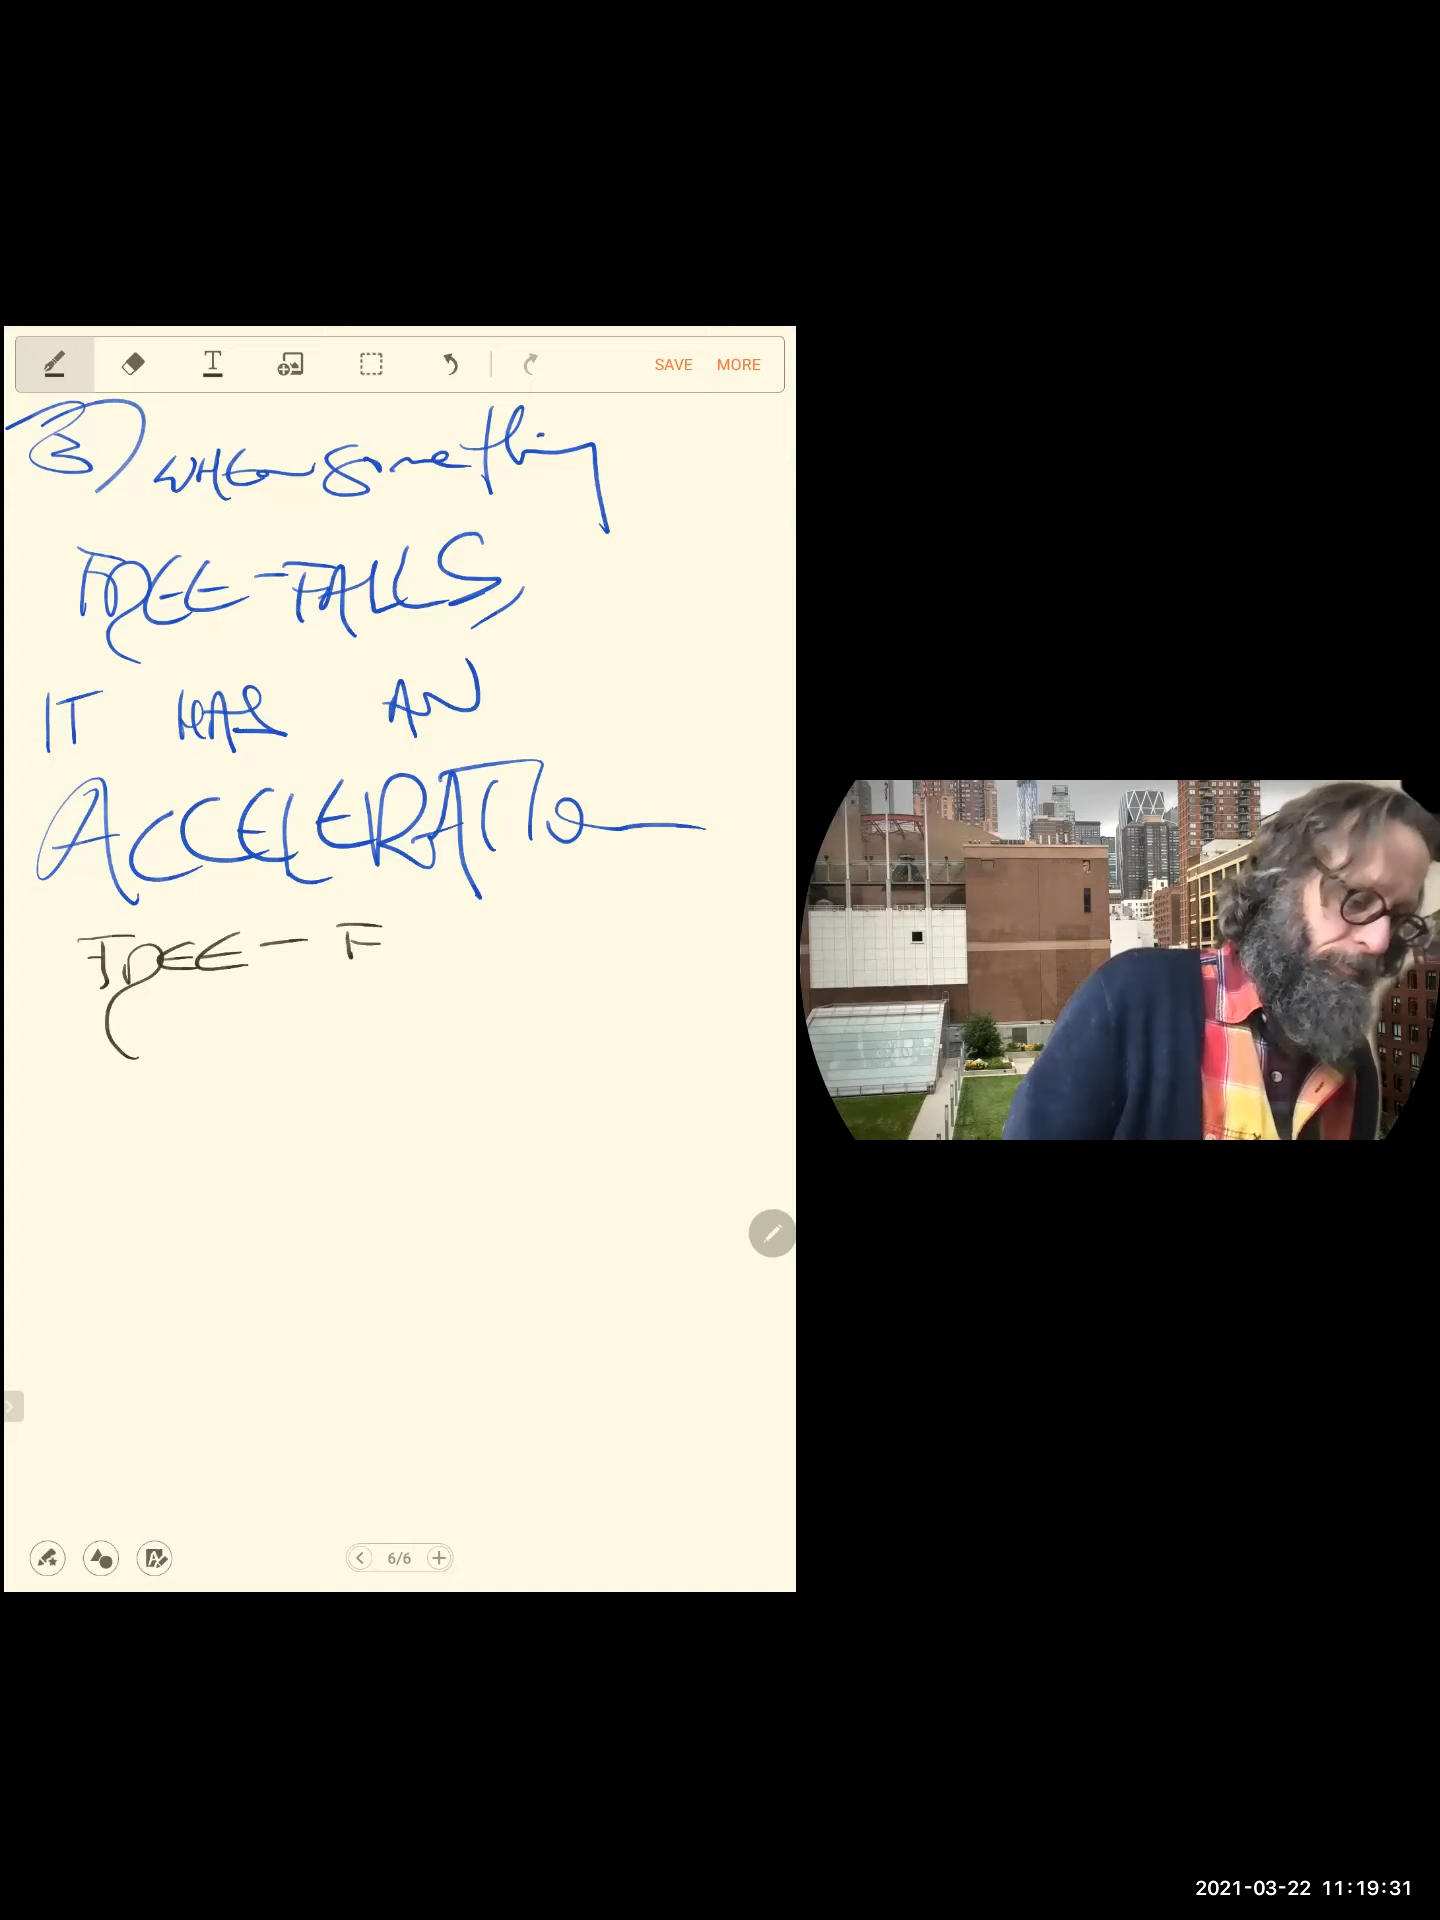 T SAVE MORE
3) WHEN something
FREE-FALLS,
IT HAS AN
ACCELERATION
FREE-F
6/6
2021-03-22 11:19:31